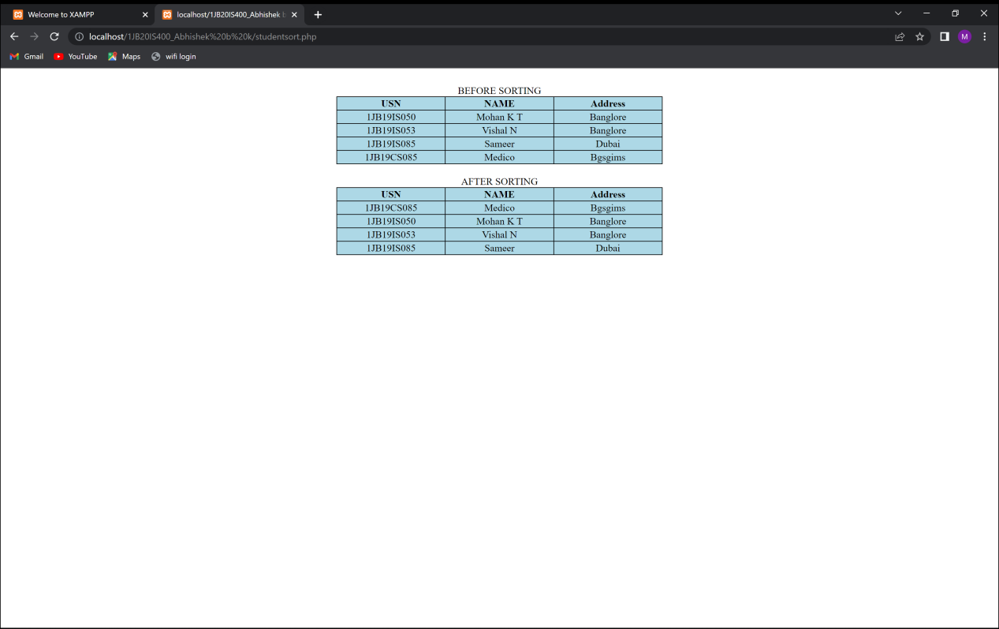 Welcome to XAMPP
localhost/1JB20IS400_Abhishek b
localhost/1JB20IS400_Abhishek%20b%20k/studentsort.php
M
Gmail YouTube Maps wifi login
BEFORE SORTING
USN NAME Address
1JB19IS050 Mohan K T Banglore
1JB19IS053 Vishal N Banglore
1JB19IS085 Sameer Dubai
1JB19CS085 Medico Bgsgims
AFTER SORTING
USN NAME Address
1JB19CS085 Medico Bgsgims
1JB19IS050 Mohan K T Banglore
1JB19IS053 Vishal N Banglore
1JB19IS085 Sameer Dubai